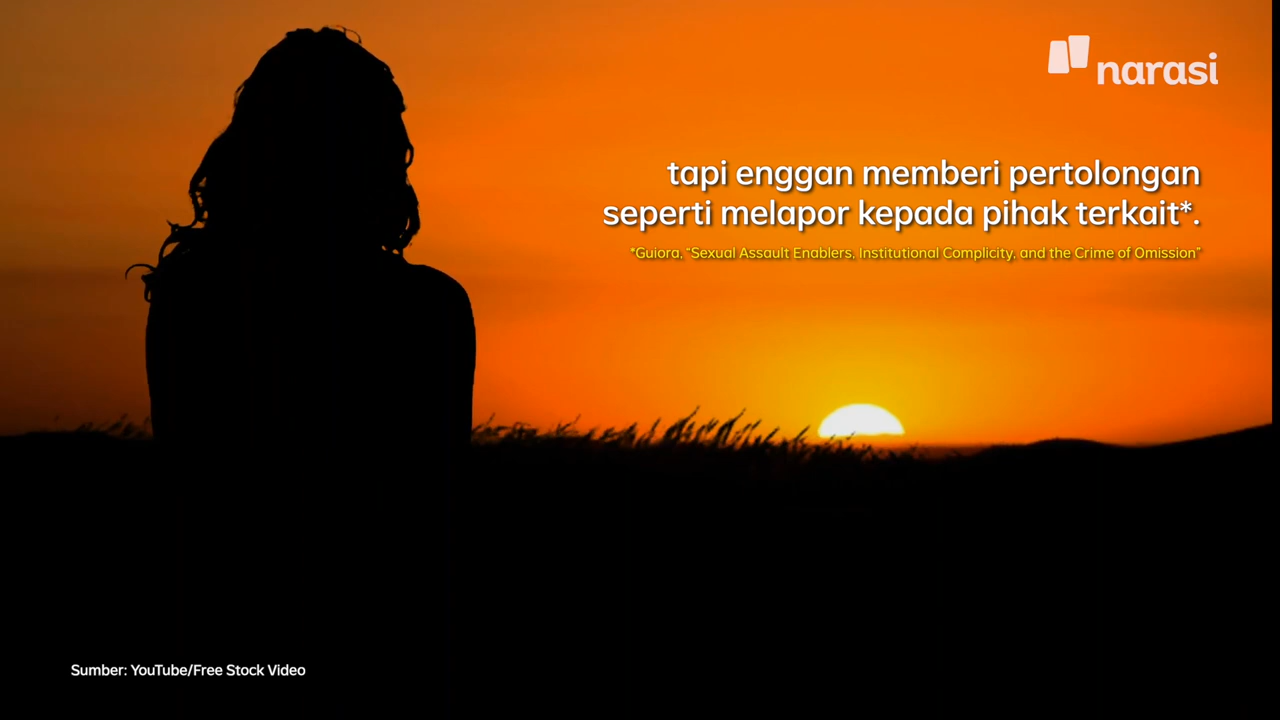 narasi
tapi enggan memberi pertolongan
seperti melapor kepada pihak terkait*.
*Guiora, "Sexual Assault Enablers, Institutional Complicity, and the Crime of Omission"
Sumber: YouTube/Free Stock Video